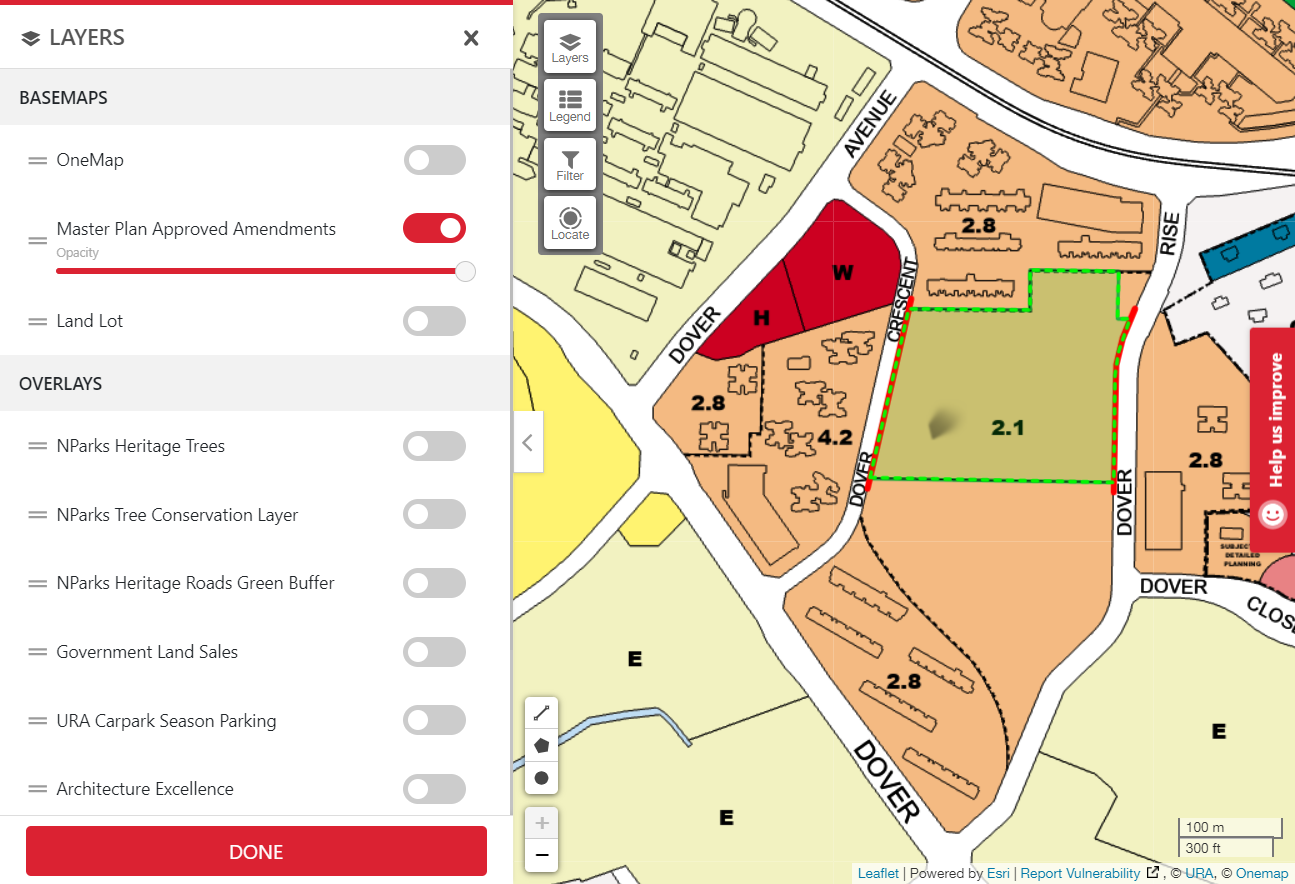 LAYERS
BASEMAPS
OneMap
Master Plan Approved Amendments
Opacity
Land Lot
OVERLAYS
NParks Heritage Trees
NParks Tree Conservation Layer
NParks Heritage Roads Green Buffer
Government Land Sales
URA Carpark Season Parking
Architecture Excellence
DONE
Layers
Legend
Filter
Locate
AVENUE
DOVER
CRESCENT
DOVER
RISE
DOVER
DOVER
CLOSE
DOVER
W
H
2.8
2.8
4.2
2.1
2.8
2.8
SUBJECT
DETAILED
PLANNING
E
E
E
Help us improve
100 m
300 ft
Leaflet | Powered by Esri | Report Vulnerability , © URA, © Onemap